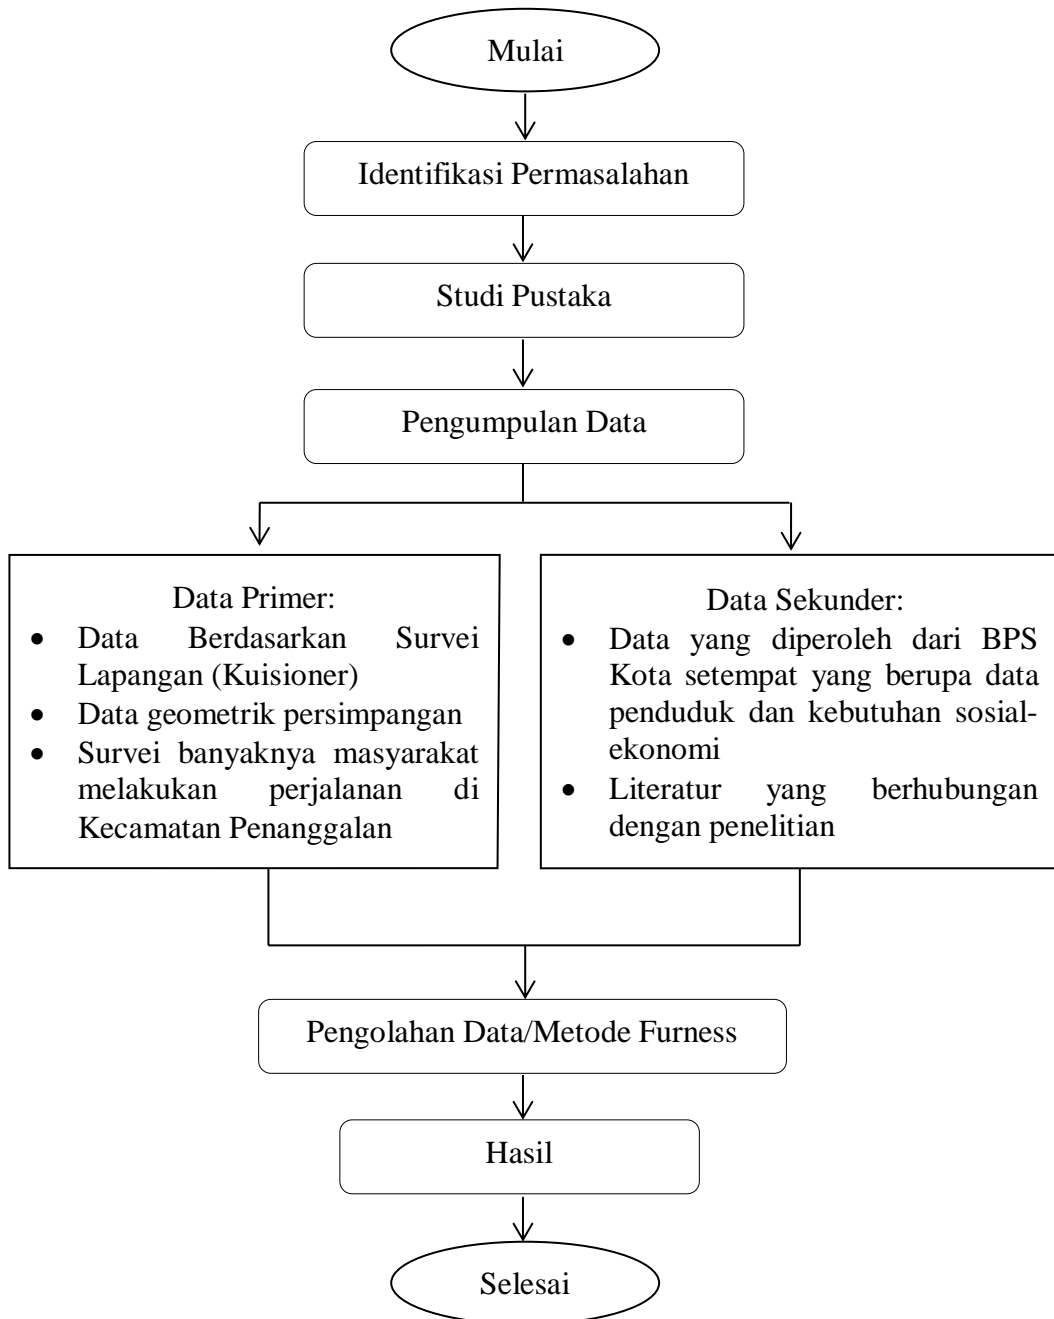 Mulai
Identifikasi Permasalahan
Studi Pustaka
Pengumpulan Data
Data Primer:
• Data Berdasarkan Survei
Lapangan (Kuisioner)
• Data geometrik persimpangan
• Survei banyaknya masyarakat
melakukan perjalanan di
Kecamatan Penanggalan
Data Sekunder:
• Data yang diperoleh dari BPS
Kota setempat yang berupa data
penduduk dan kebutuhan sosial-
ekonomi
• Literatur yang berhubungan
dengan penelitian
Pengolahan Data/Metode Furness
Hasil
Selesai